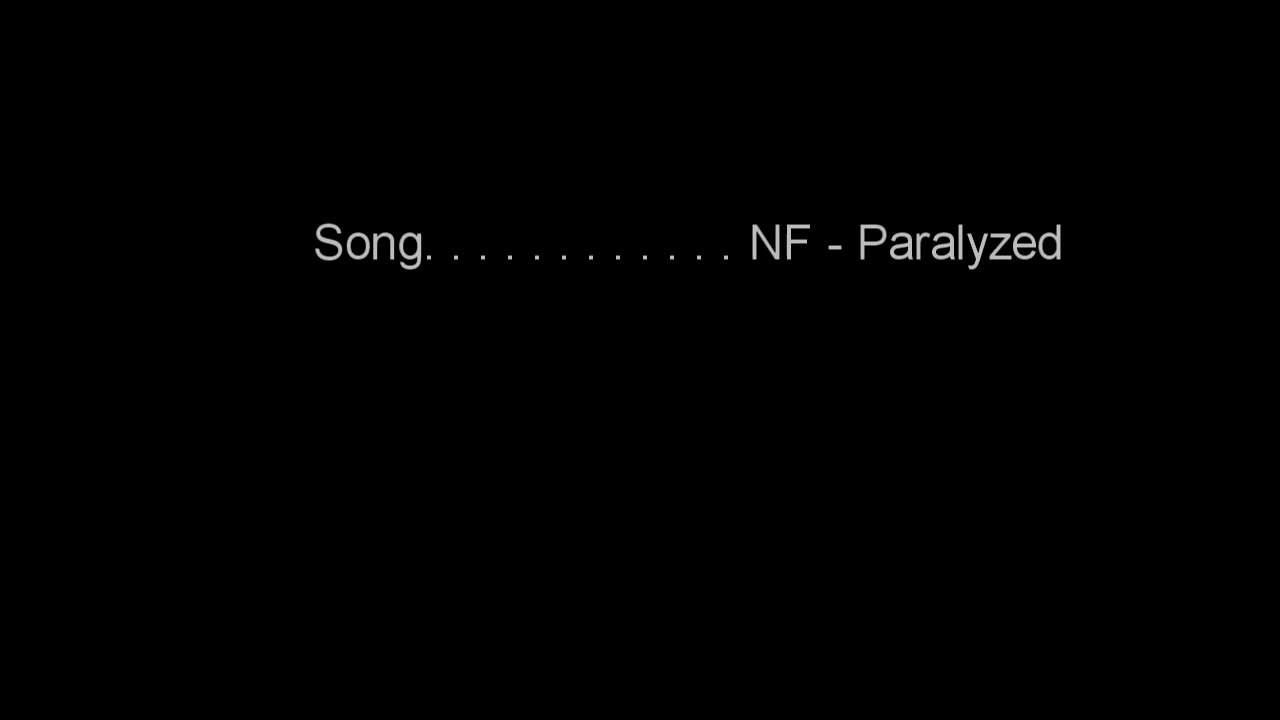 Song. . . . . . . . . . . . NF - Paralyzed